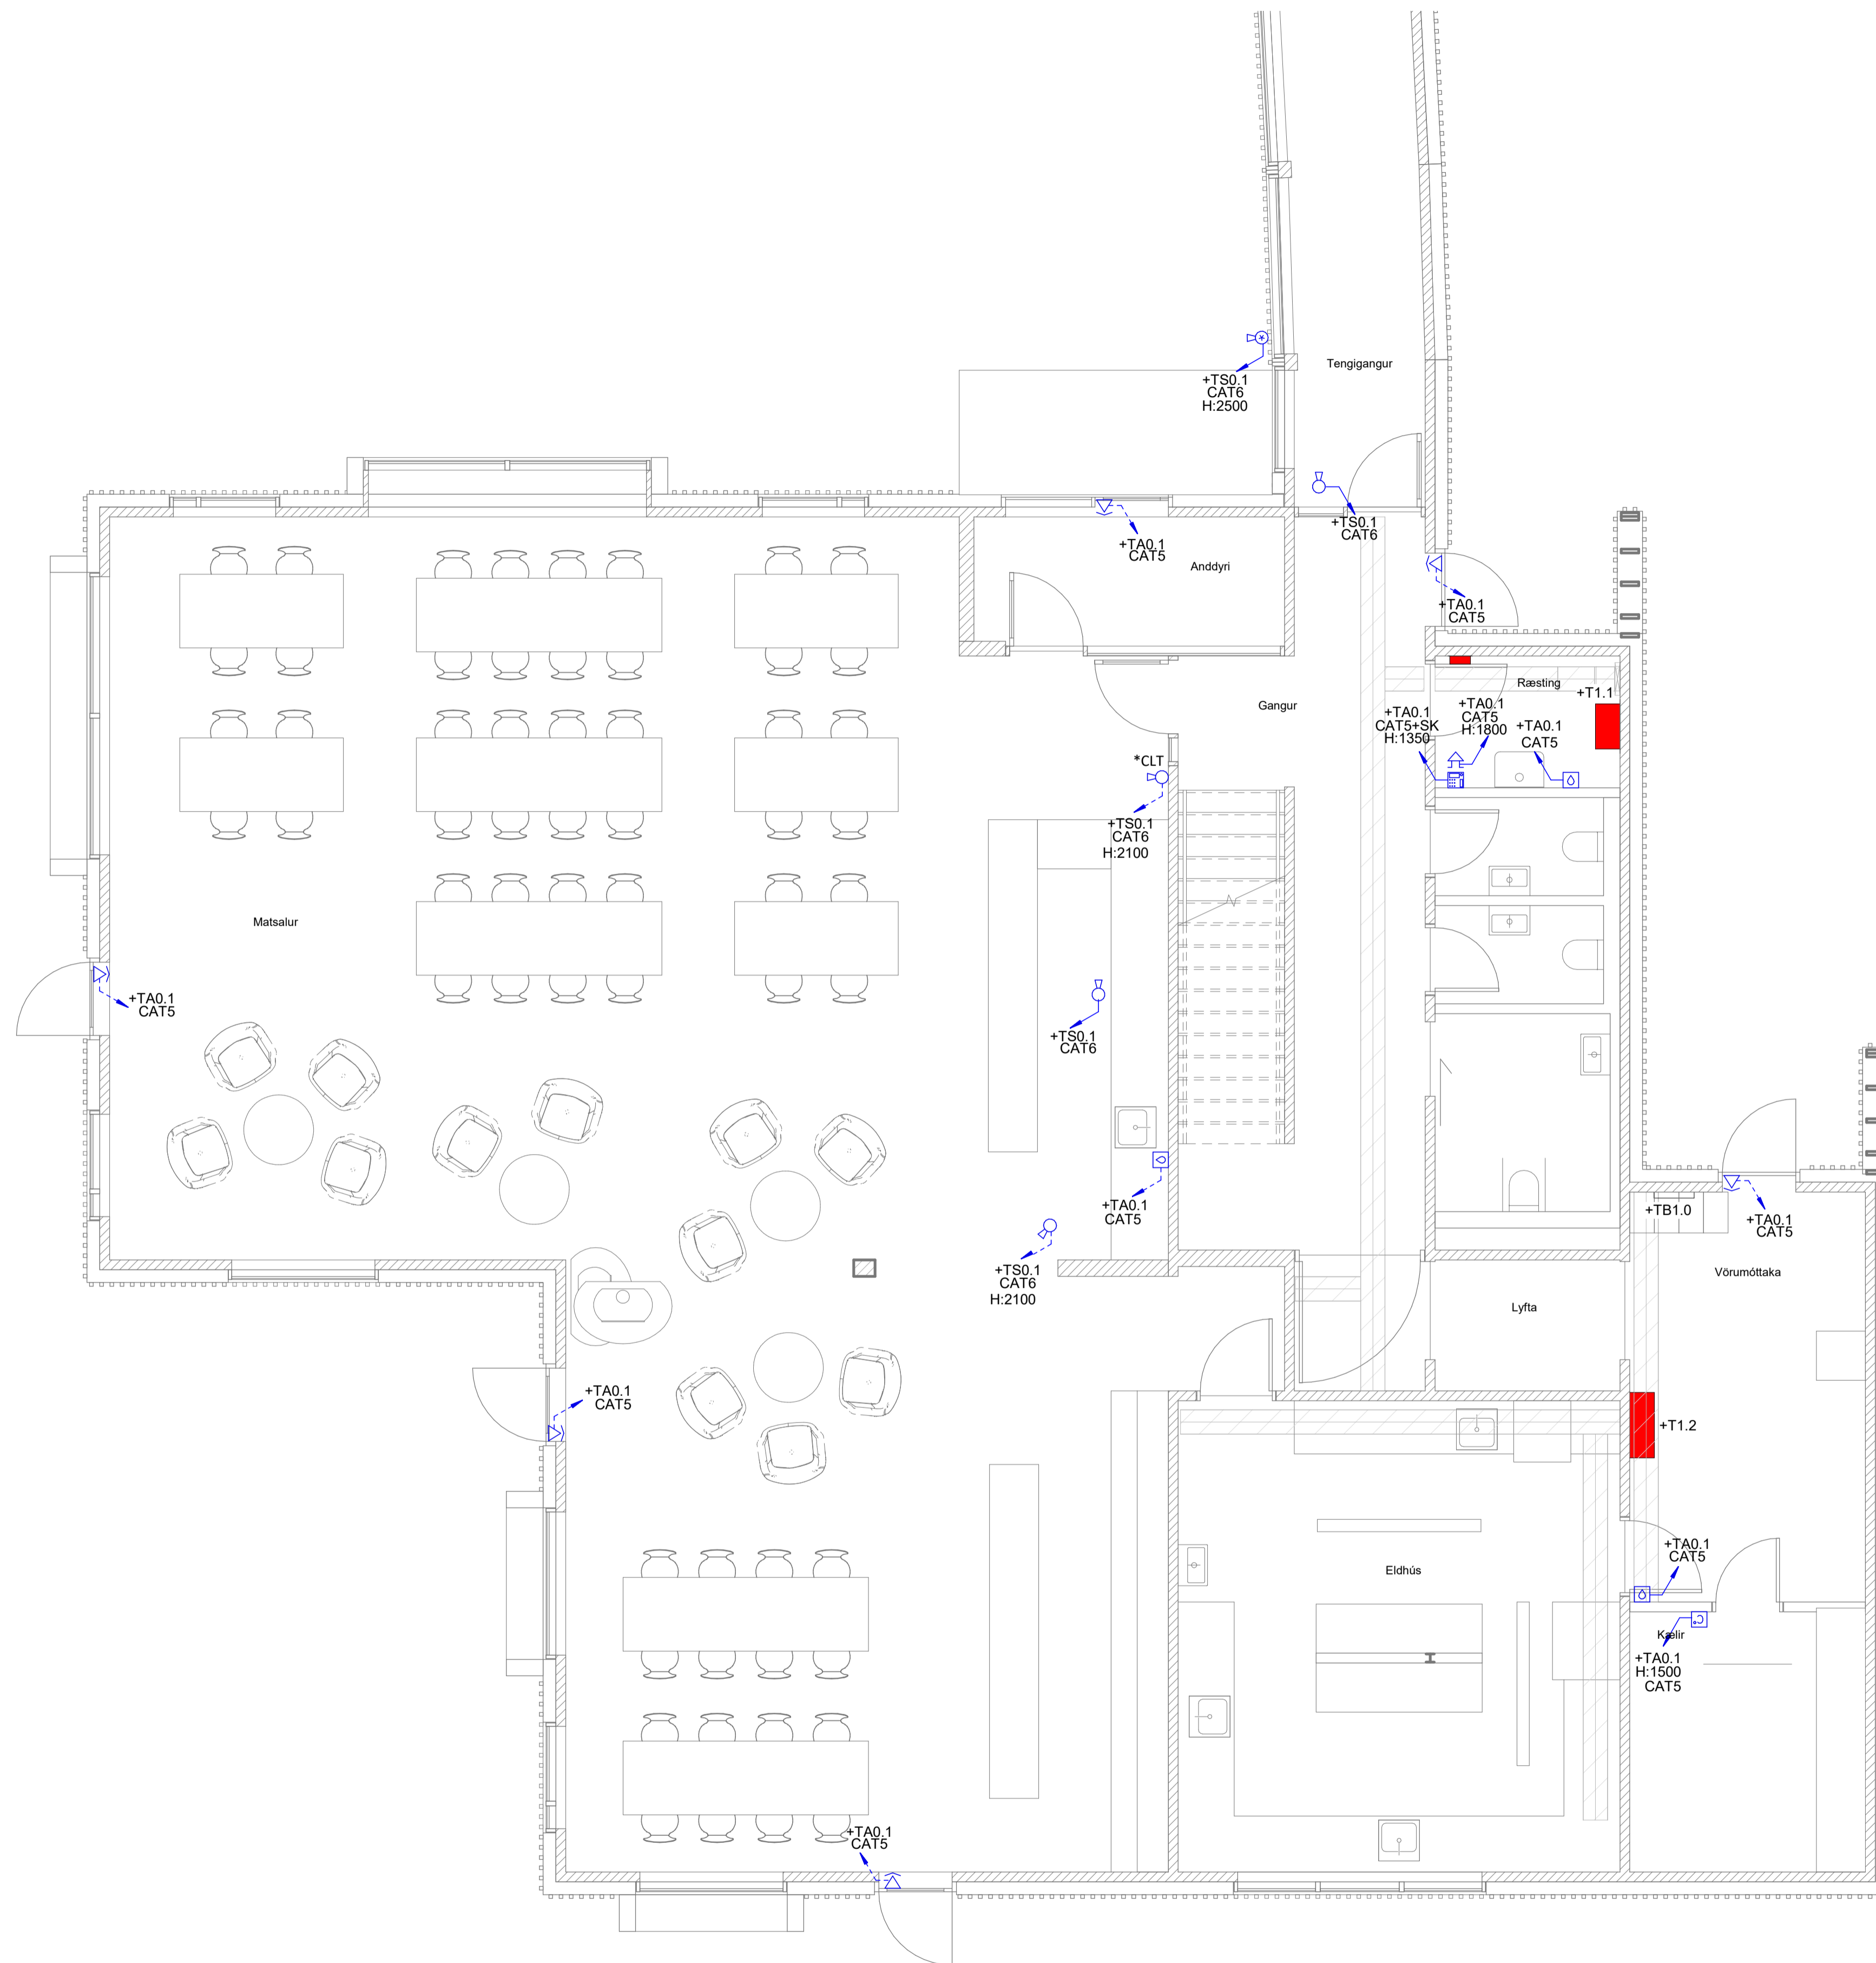 Tengigangur
+TS0.1
CAT6
H:2500
+TS0.1
CAT6
+TA0.1
CAT5
Anddyri
+TA0.1
CAT5
Ræsting
+T1.1
Gangur
+TA0.1
CAT5+SK
H:1350
+TA0.1
CAT5
H:1800
+TA0.1
CAT5
*CLT
+TS0.1
CAT6
H:2100
Matsalur
+TA0.1
CAT5
+TS0.1
CAT6
+TA0.1
CAT5
+TB1.0
+TA0.1
CAT5
+TS0.1
CAT6
H:2100
Vörumóttaka
Lyfta
+TA0.1
CAT5
+T1.2
+TA0.1
CAT5
Eldhús
Kælir
+TA0.1
H:1500
CAT5
+TA0.1
CAT5